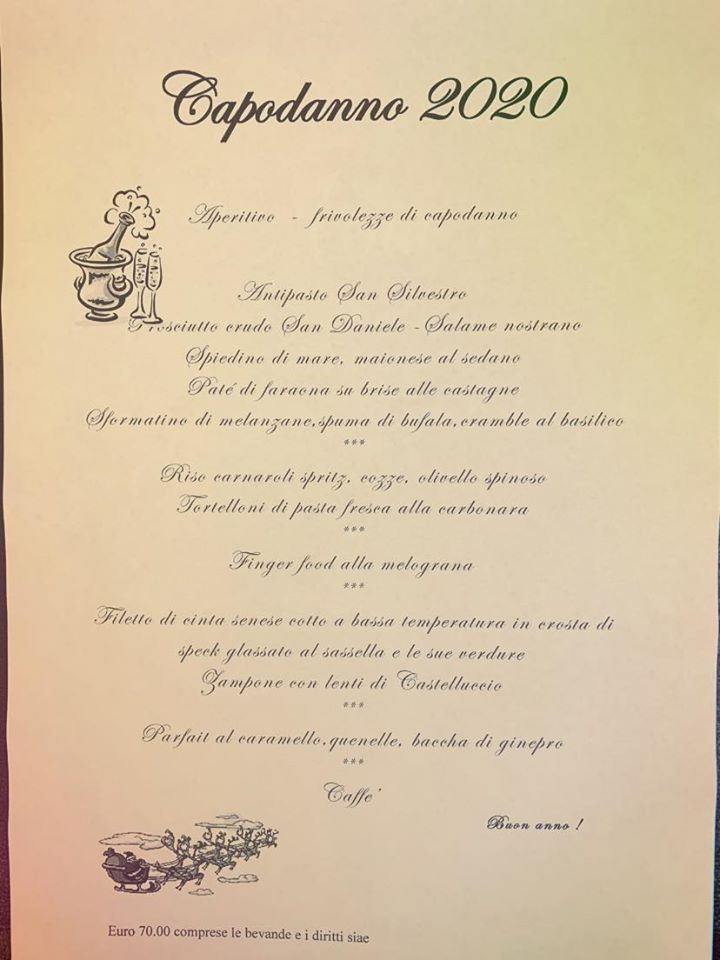 Capodanno 2020
Aperitivo - frivolezze di capodanno
Antipasto San Silvestro
Prosciutto crudo San Daniele - Salame nostrano
Spiedino di mare, maionese al sedano
Paté di faraona su brise alle castagne
Sformatino di melanzane,spuma di bufala,cramble al basilico
***
Riso carnaroli spritz, cozze, olivello spinoso
Tortelloni di pasta fresca alla carbonara
***
Finger food alla melograna
***
Filetto di cinta senese cotto a bassa temperatura in crosta di
speck glassato al sassella e le sue verdure
Zampone con lenti di Castelluccio
***
Parfait al caramello,quenelle, baccha di ginepro
***
Caffe'
Buon anno !
Euro 70.00 comprese le bevande e i diritti siae